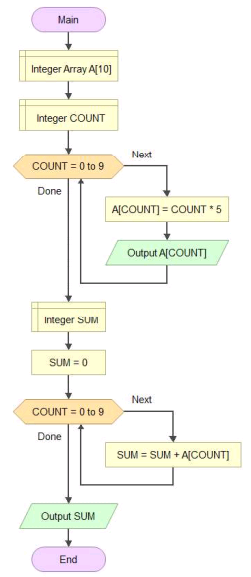 Main
Integer Array A[10]
Integer COUNT
COUNT = 0 to 9
Next
Done
A[COUNT] = COUNT * 5
Output A[COUNT]
Integer SUM
SUM = 0
COUNT = 0 to 9
Next
Done
SUM = SUM + A[COUNT]
Output SUM
End